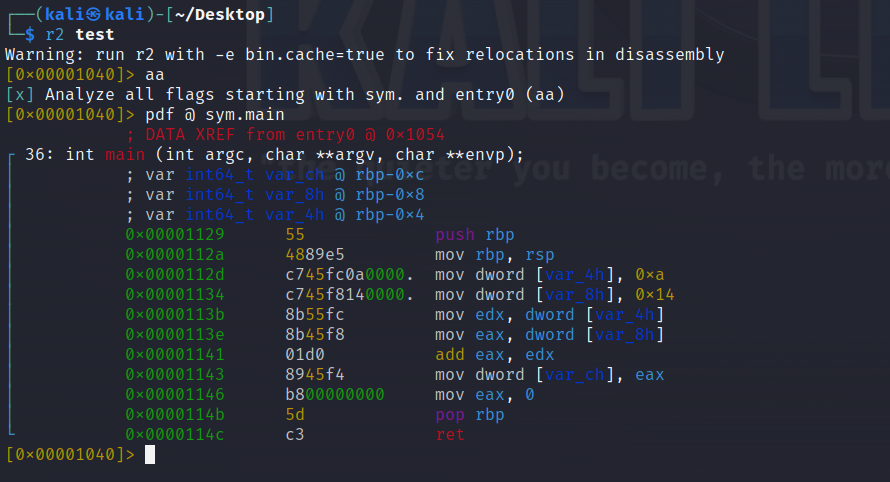 ┌──(kali㉿kali)-[~/Desktop]
└─$ r2 test
Warning: run r2 with -e bin.cache=true to fix relocations in disassembly
[0×00001040]> aa
[x] Analyze all flags starting with sym. and entry0 (aa)
[0×00001040]> pdf @ sym.main
; DATA XREF from entry0 @ 0×1054
┌ 36: int main (int argc, char **argv, char **envp);
│ ; var int64_t var_ch @ rbp-0×c
│ ; var int64_t var_8h @ rbp-0×8
│ ; var int64_t var_4h @ rbp-0×4
│ 0×00001129 55 push rbp
│ 0×0000112a 4889e5 mov rbp, rsp
│ 0×0000112d c745fc0a0000. mov dword [var_4h], 0×a
│ 0×00001134 c745f8140000. mov dword [var_8h], 0×14
│ 0×0000113b 8b55fc mov edx, dword [var_4h]
│ 0×0000113e 8b45f8 mov eax, dword [var_8h]
│ 0×00001141 01d0 add eax, edx
│ 0×00001143 8945f4 mov dword [var_ch], eax
│ 0×00001146 b800000000 mov eax, 0
│ 0×0000114b 5d pop rbp
└ 0×0000114c c3 ret
[0×00001040]>
you become, the more